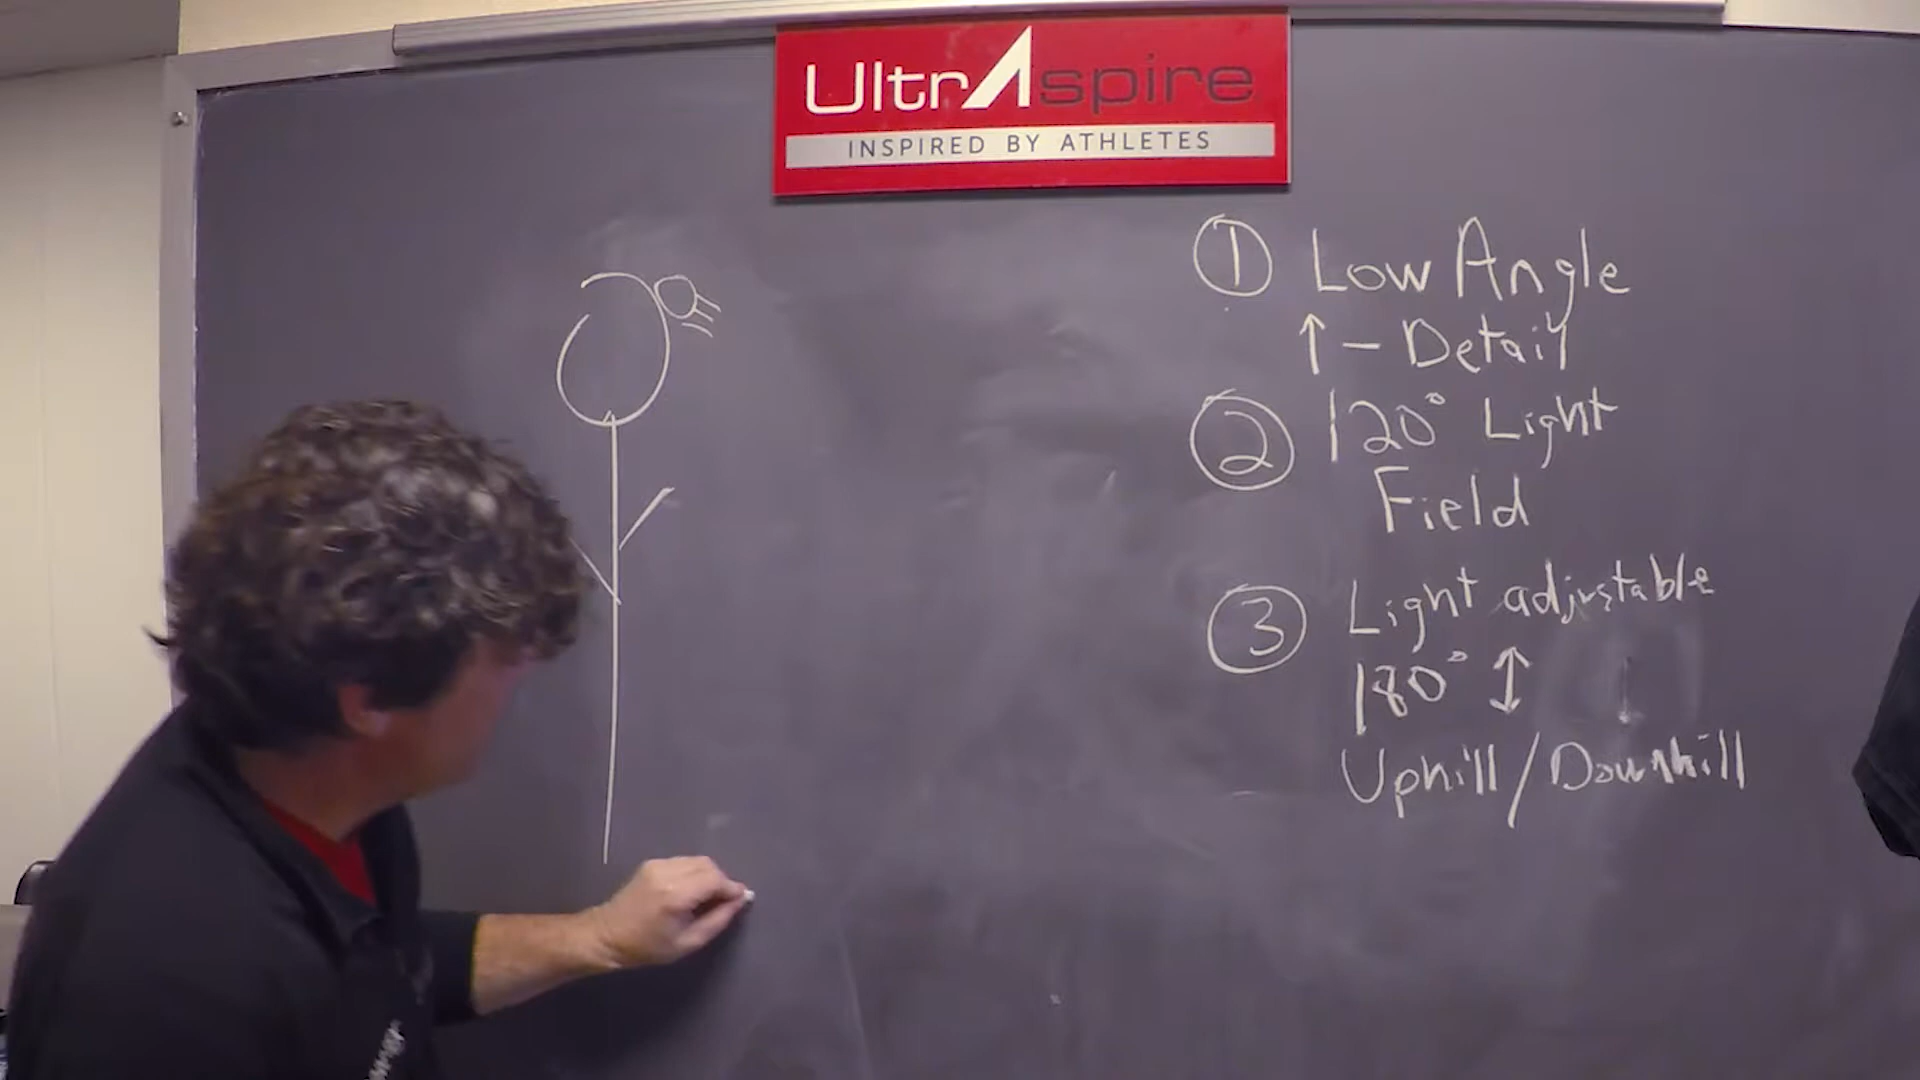 UltrAspire
INSPIRED BY ATHLETES
① Low Angle
↑ - Detail
② 120° Light
Field
③ Light adjustable
180° ↕
Uphill/Downhill